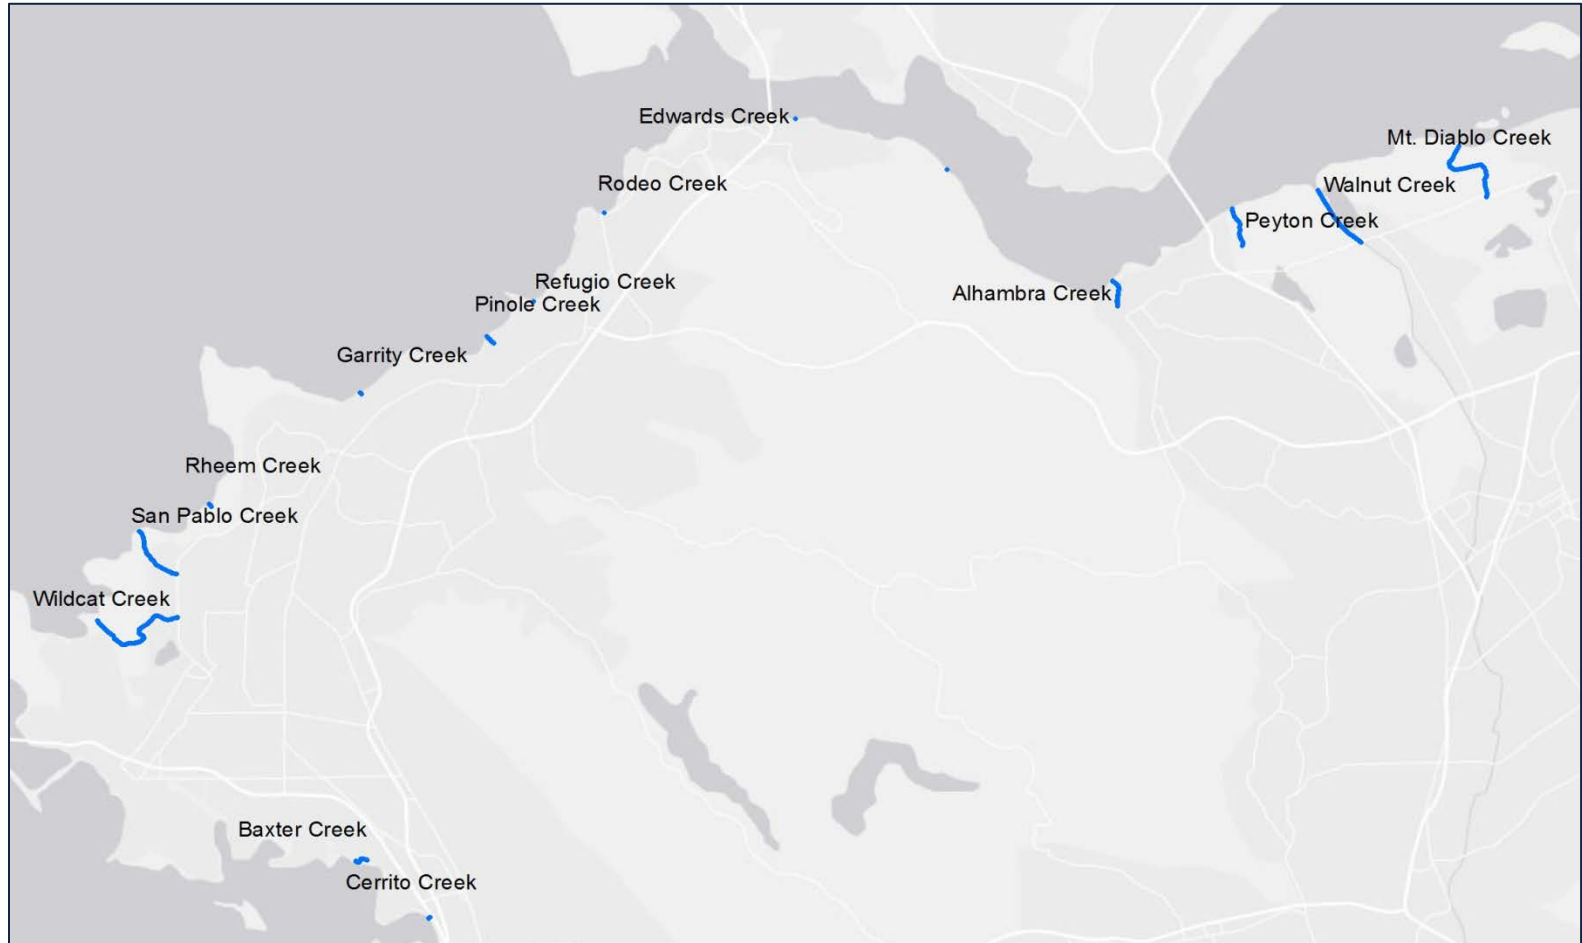 Edwards Creek
Mt. Diablo Creek
Rodeo Creek
Walnut Creek
Peyton Creek
Refugio Creek
Alhambra Creek
Pinole Creek
Garrity Creek
Rheem Creek
San Pablo Creek
Wildcat Creek
Baxter Creek
Cerrito Creek